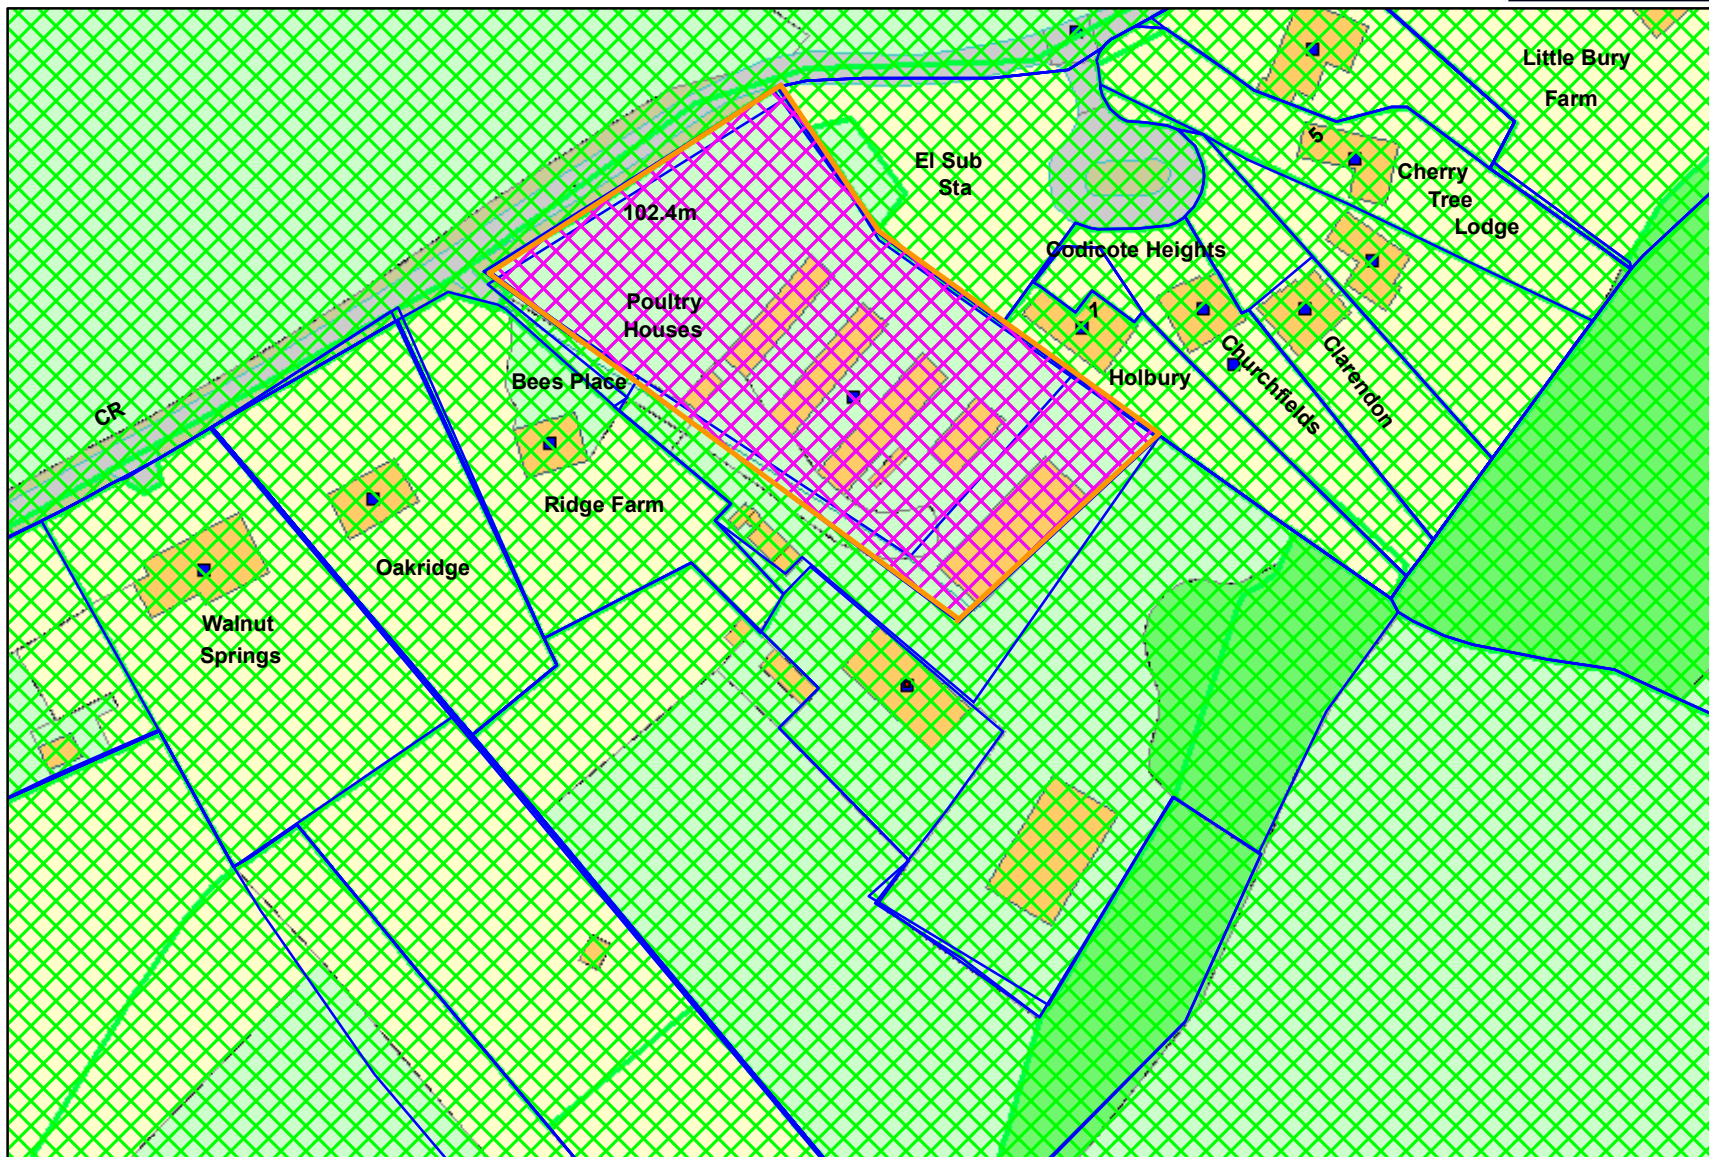 Little Bury
Farm
5
El Sub
Sta
Cherry
Tree
Lodge
102.4m
Codicote Heights
Poultry
Houses
1
Churchfields
Clarendon
Holbury
Bees Place
CR
Ridge Farm
Oakridge
Walnut
Springs